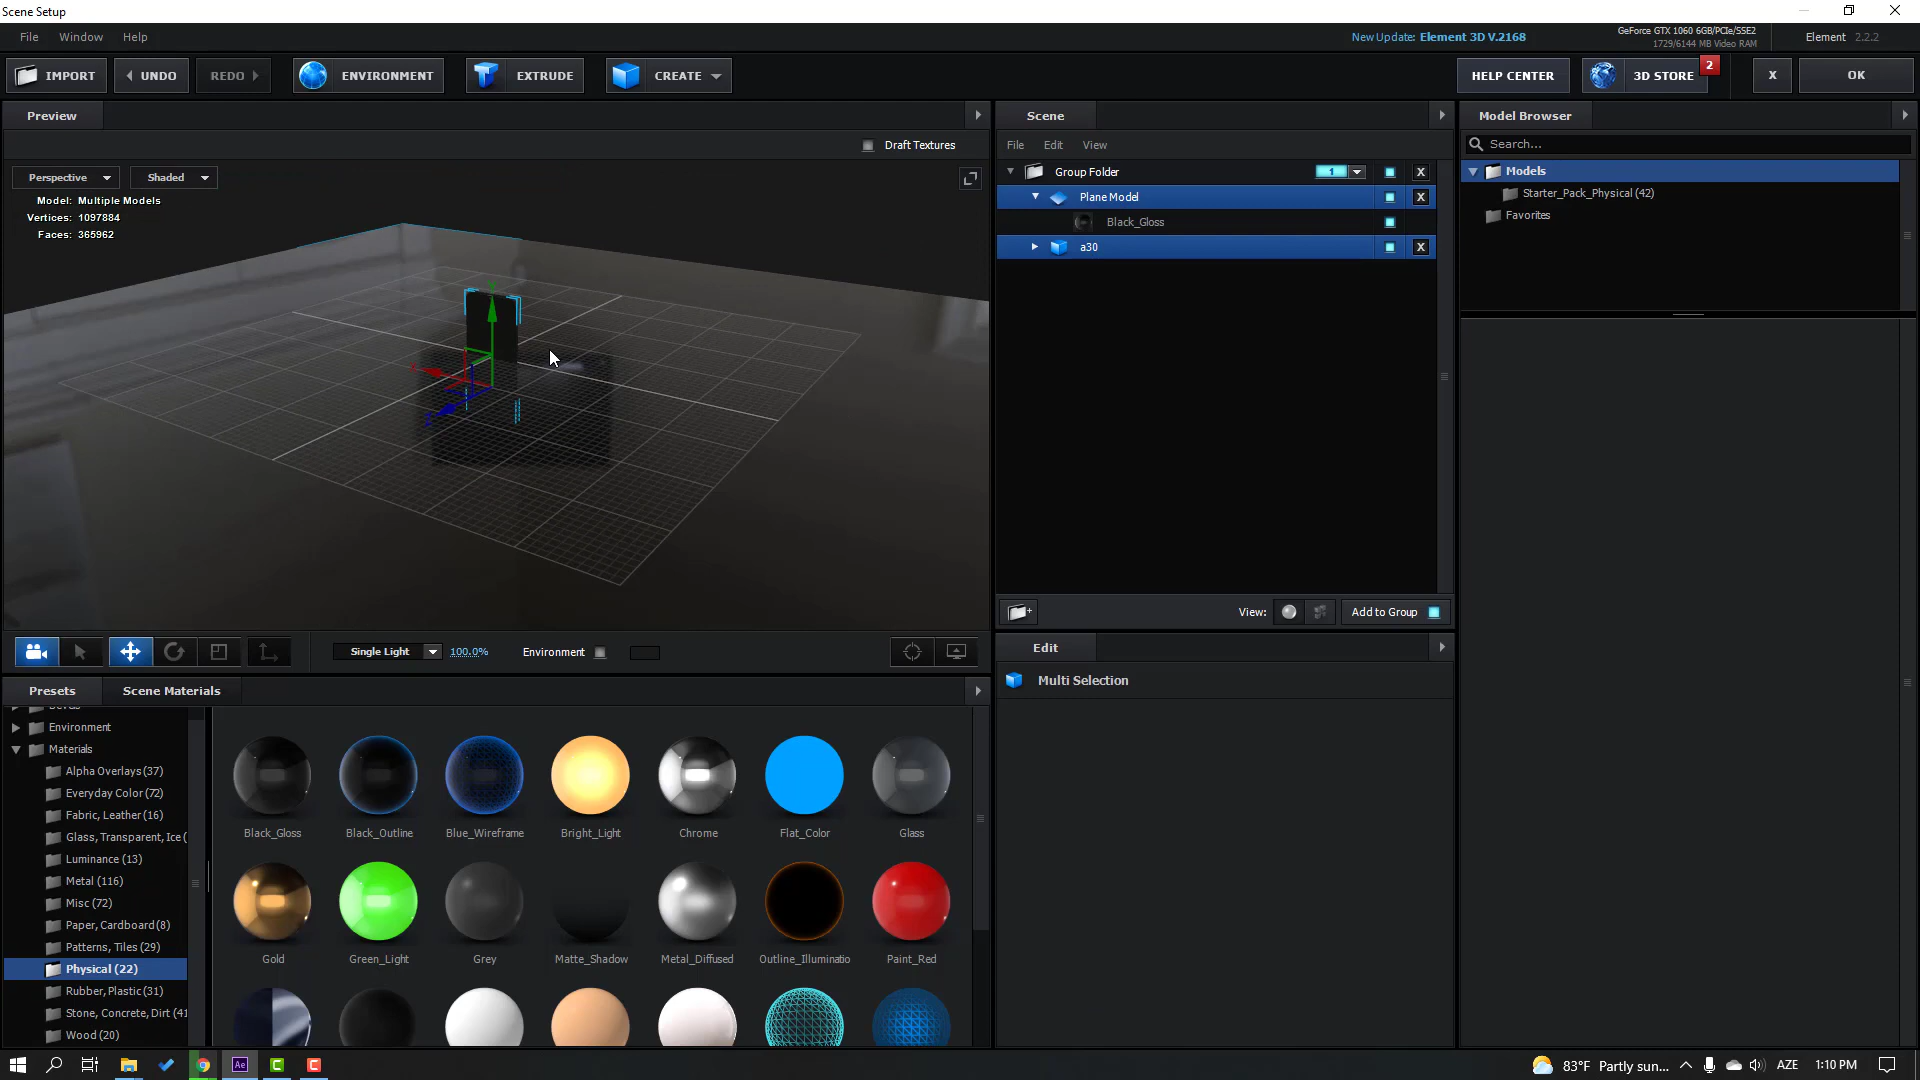 Scene Setup
File Window Help
New Update: Element 3D V.2168
GeForce GTX 1060 6GB/PCIe/SSE2
1729/6144 MB Video RAM
Element 2.2.2
IMPORT
UNDO
REDO
ENVIRONMENT
EXTRUDE
CREATE
HELP CENTER
3D STORE
2
X
OK
Preview
Draft Textures
Perspective
Shaded
Model: Multiple Models
Vertices: 1097884
Faces: 365962
Single Light
100.0%
Environment
Scene
File Edit View
Group Folder
1
X
Plane Model
X
Black_Gloss
a30
X
View:
Add to Group
Edit
Multi Selection
Model Browser
Search...
Models
Starter_Pack_Physical (42)
Favorites
Presets
Scene Materials
Environment
Materials
Alpha Overlays (37)
Everyday Color (72)
Fabric, Leather (16)
Glass, Transparent, Ice (
Luminance (13)
Metal (116)
Misc (72)
Paper, Cardboard (8)
Patterns, Tiles (29)
Physical (22)
Rubber, Plastic (31)
Stone, Concrete, Dirt (41
Wood (20)
Black_Gloss
Black_Outline
Blue_Wireframe
Bright_Light
Chrome
Flat_Color
Glass
Gold
Green_Light
Grey
Matte_Shadow
Metal_Diffused
Outline_Illuminatio
Paint_Red
Ae
C
C
83°F Partly sun...
AZE
1:10 PM